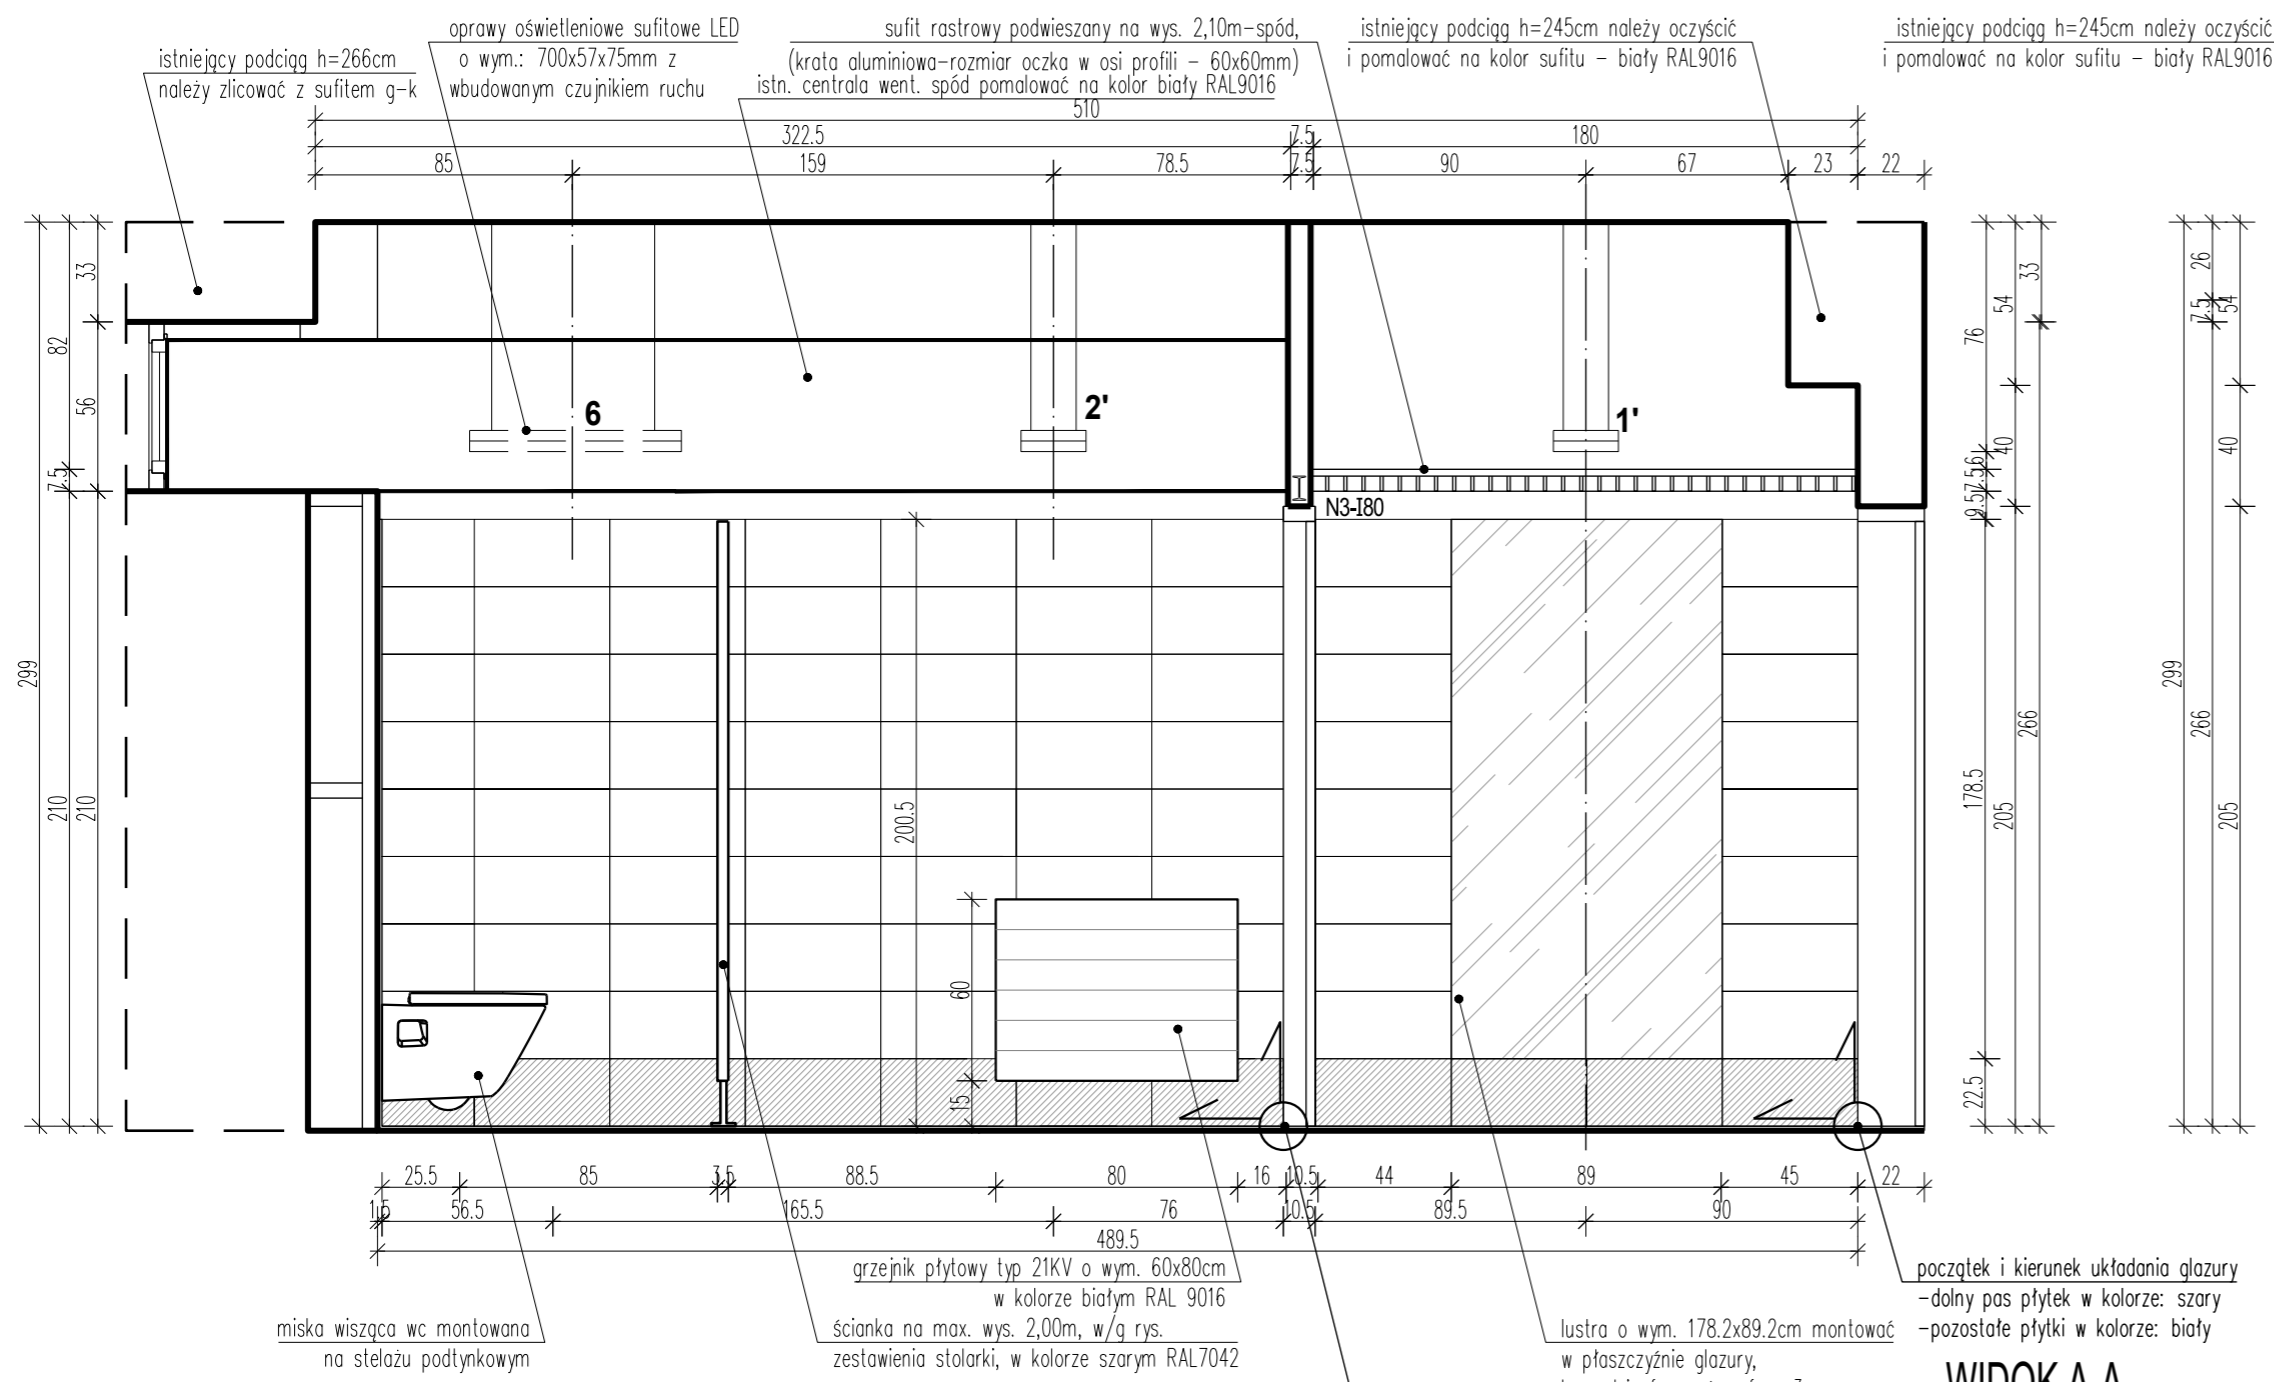 istniejący podciąg h=266cm
należy zlicować z sufitem g-k
oprawy oświetleniowe sufitowe LED
o wym.: 700x57x75mm z
wbudowanym czujnikiem ruchu
sufit rastrowy podwieszany na wys. 2,10m-spód,
(krata aluminiowa-rozmiar oczka w osi profili - 60x60mm)
istn. centrala went. spód pomalować na kolor biały RAL9016
istniejący podciąg h=245cm należy oczyścić
i pomalować na kolor sufitu - biały RAL9016
istniejący podciąg h=245cm należy oczyścić
i pomalować na kolor sufitu - biały RAL9016
510
322.5 7.5 180
85 159 78.5 7.5 90 67 23 22
299
82
7.5
210
33
56
210
6
2'
1'
N3-I80
200.5
60
15
76
5.6
7.5
9.5
178.5
22.5
54
40
205
33
266
299
26
7.5
266
54
40
205
25.5 85 3.5 88.5 80 16 10.5 44 89 45 22
1.5 56.5 165.5 76 10.5 89.5 90
489.5
grzejnik płytowy typ 21KV o wym. 60x80cm
w kolorze białym RAL 9016
miska wisząca wc montowana
na stelażu podtynkowym
ścianka na max. wys. 2,00m, w/g rys.
zestawienia stolarki, w kolorze szarym RAL7042
lustra o wym. 178.2x89.2cm montować
w płaszczyźnie glazury,
początek i kierunek układania glazury
-dolny pas płytek w kolorze: szary
-pozostałe płytki w kolorze: biały
WIDOK A-A